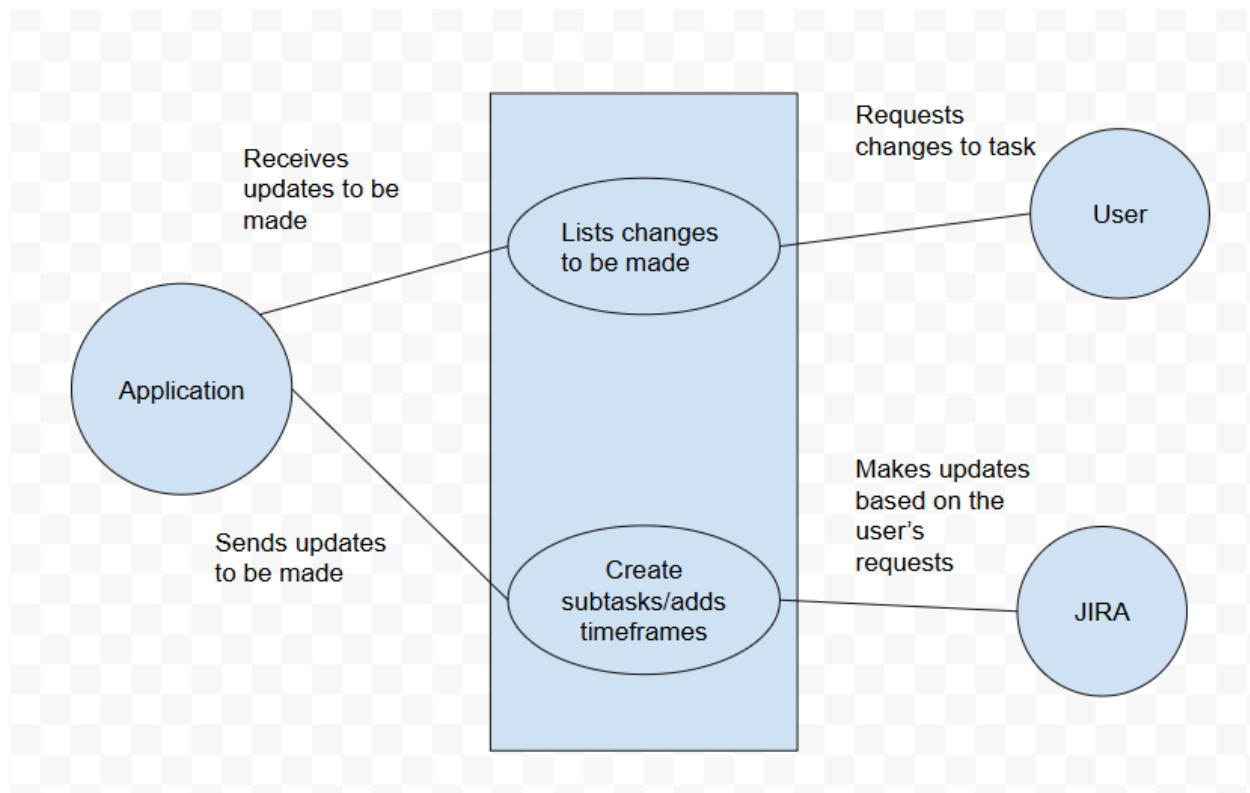 Requests
changes to task
Receives
updates to be
made
User
Lists changes
to be made
Application
Makes updates
based on the
user's
requests
Sends updates
to be made
Create
subtasks/adds
timeframes
JIRA